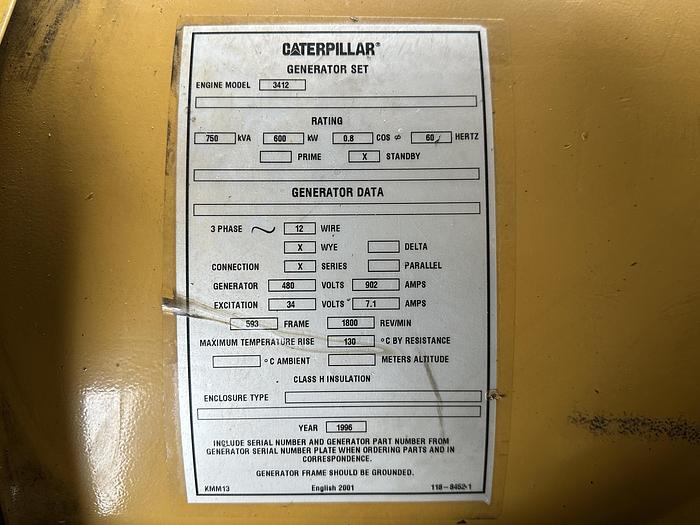 CATERPILLAR®
GENERATOR SET
ENGINE MODEL 3412
RATING
750 kVA 600 kW 0.8 COS ⌀ 60 HERTZ
PRIME X STANDBY
GENERATOR DATA
3 PHASE ~ 12 WIRE
X WYE DELTA
CONNECTION X SERIES PARALLEL
GENERATOR 480 VOLTS 902 AMPS
EXCITATION 34 VOLTS 7.1 AMPS
593 FRAME 1800 REV/MIN
MAXIMUM TEMPERATURE RISE 130 °C BY RESISTANCE
°C AMBIENT METERS ALTITUDE
CLASS H INSULATION
ENCLOSURE TYPE
YEAR 1996
INCLUDE SERIAL NUMBER AND GENERATOR PART NUMBER FROM
GENERATOR SERIAL NUMBER PLATE WHEN ORDERING PARTS AND IN
CORRESPONDENCE.
GENERATOR FRAME SHOULD BE GROUNDED.
KMM13 English 2001 118-8452-1